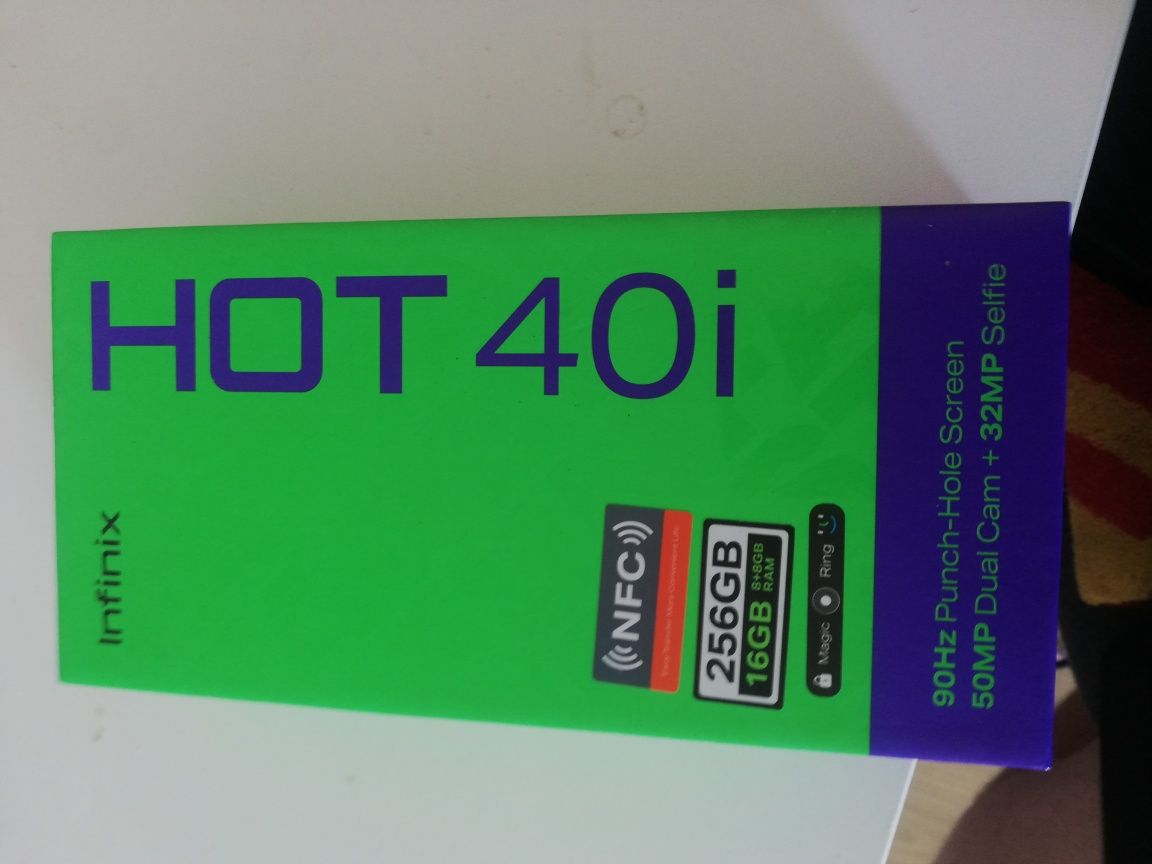 Infinix
HOT 40i
NFC
256GB
16GB 8+8GB
RAM
Magic Ring
90Hz Punch-Hole Screen
50MP Dual Cam + 32MP Selfie